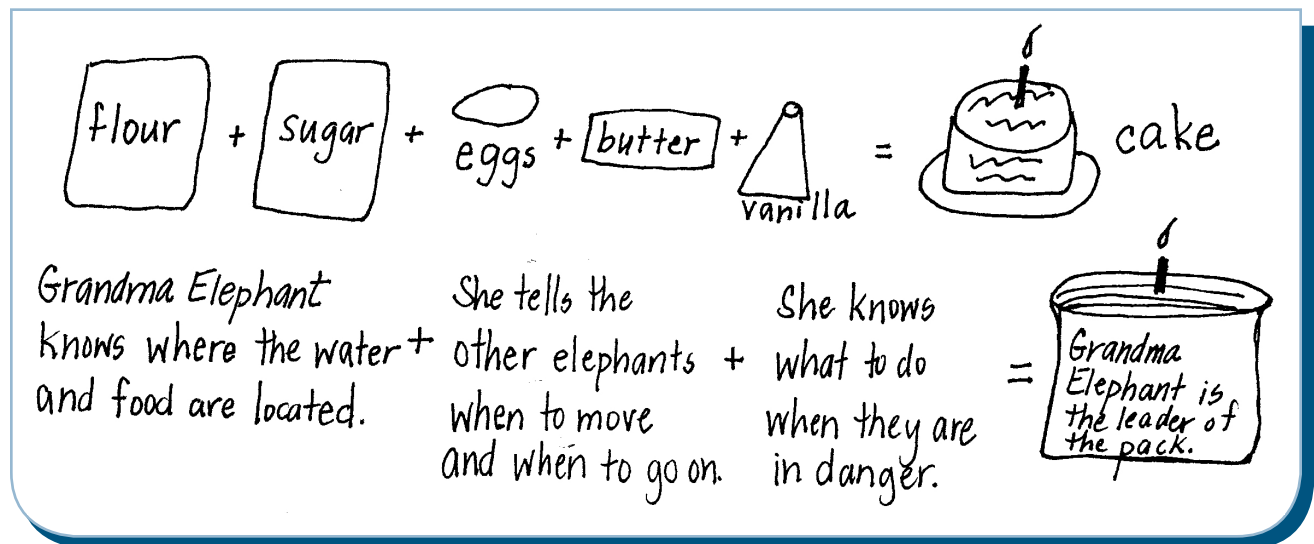 flour + sugar + eggs + butter + vanilla = cake
Grandma Elephant
knows where the water
and food are located.
+
She tells the
other elephants
when to move
and when to go on.
+
She knows
what to do
when they are
in danger.
=
Grandma
Elephant is
the leader of
the pack.